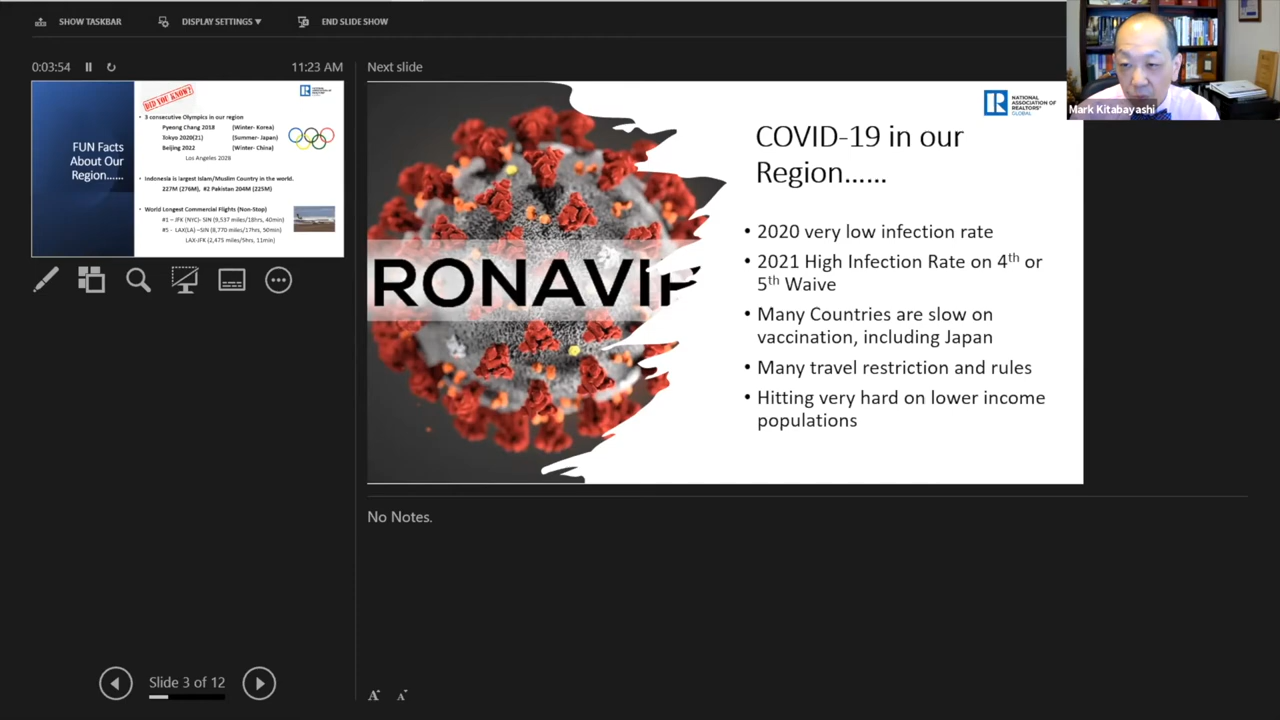 SHOW TASKBAR
DISPLAY SETTINGS ▼
END SLIDE SHOW
0:03:54
11:23 AM
DID YOU KNOW?
FUN Facts
About Our
Region......
• 3 consecutive Olympics in our region
Pyeong Chang 2018 (Winter- Korea)
Tokyo 2020(21) (Summer- Japan)
Beijing 2022 (Winter- China)
Los Angeles 2028
• Indonesia is largest Islam/Muslim Country in the world.
227M (276M), #2 Pakistan 204M (225M)
• World Longest Commercial Flights (Non-Stop)
#1 – JFK (NYC)- SIN (9,537 miles/18hrs, 40min)
#5 - LAX(LA) –SIN (8,770 miles/17hrs, 50min)
LAX-JFK (2,475 miles/5hrs, 11min)
Slide 3 of 12
Next slide
RONAVIR
NATIONAL
ASSOCIATION OF
REALTORS®
GLOBAL
COVID-19 in our
Region......
• 2020 very low infection rate
• 2021 High Infection Rate on 4th or
5th Waive
• Many Countries are slow on
vaccination, including Japan
• Many travel restriction and rules
• Hitting very hard on lower income
populations
No Notes.
A A
Mark Kitabayashi